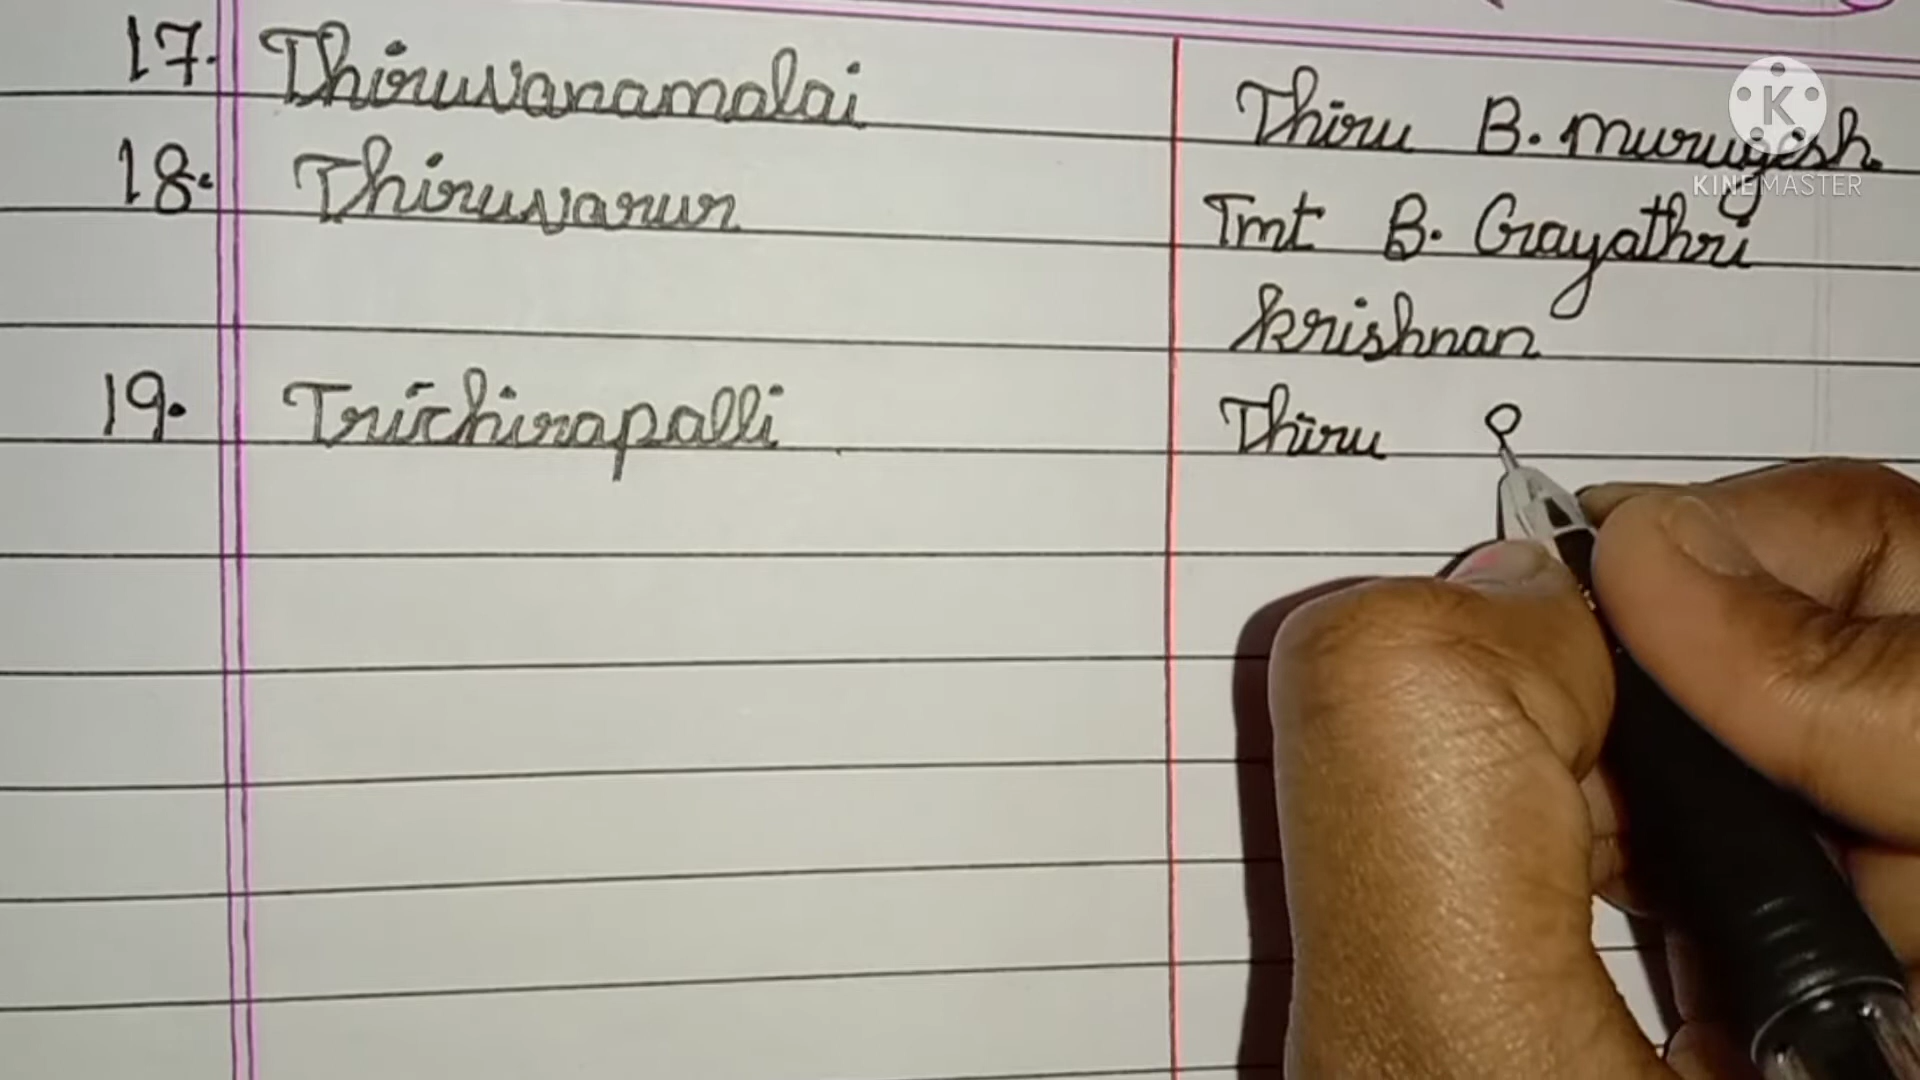 17. Thiruvanamalai Thiru B. Murugesh.
18. Thiruvarur Tmt B. Gayathri
Krishnan
19. Trichirapalli Thiru
KINEMASTER